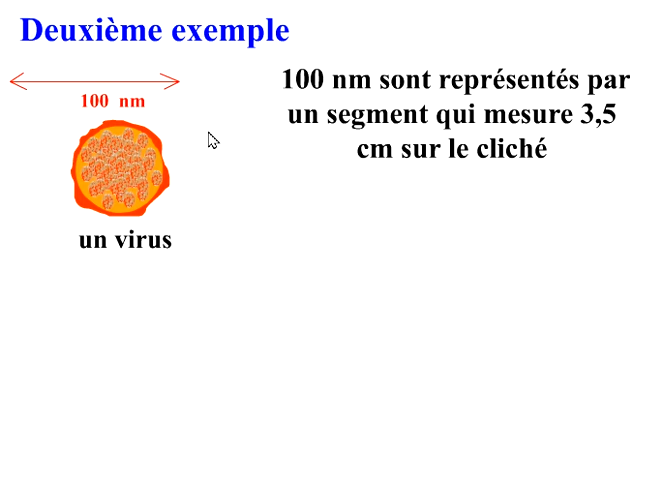 Deuxième exemple
100 nm
100 nm sont représentés par
un segment qui mesure 3,5
cm sur le cliché
un virus